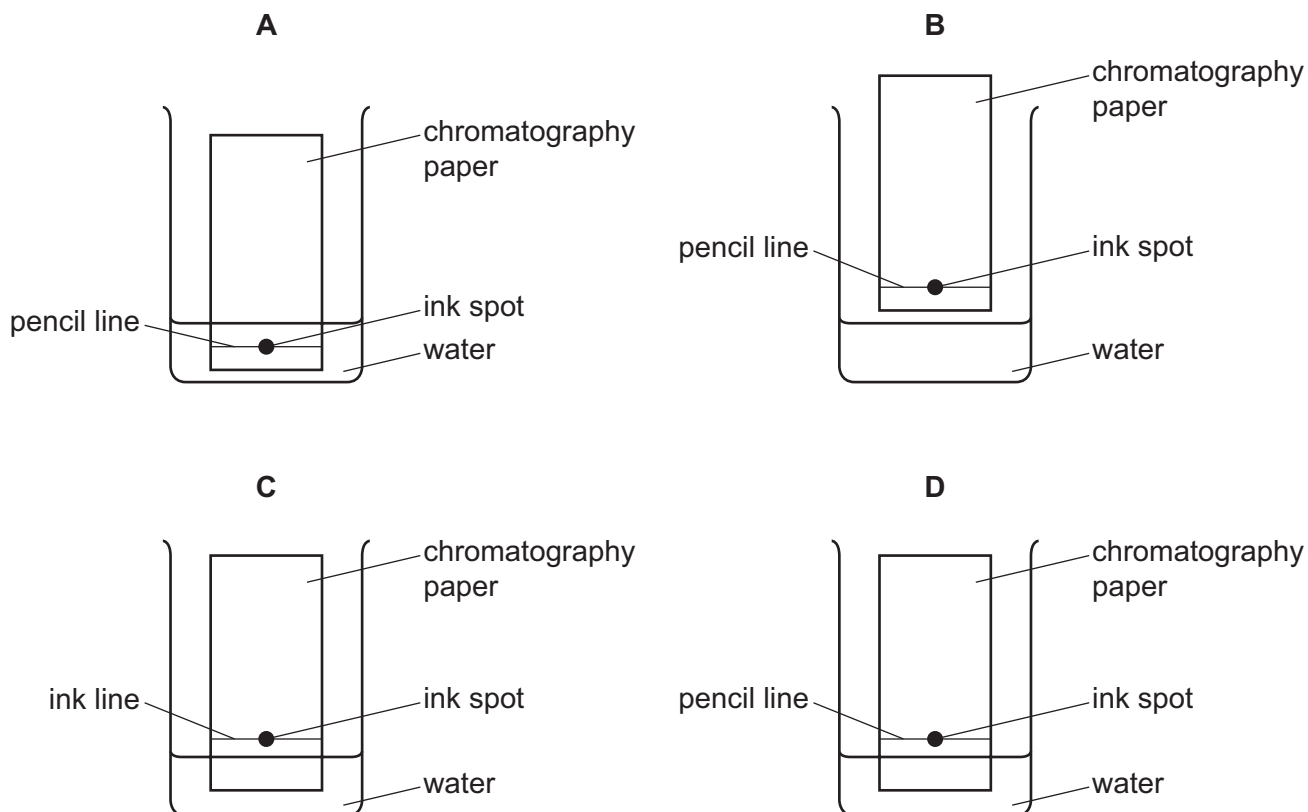 A
chromatography
paper
pencil line
ink spot
water
B
chromatography
paper
pencil line
ink spot
water
C
chromatography
paper
ink line
ink spot
water
D
chromatography
paper
pencil line
ink spot
water